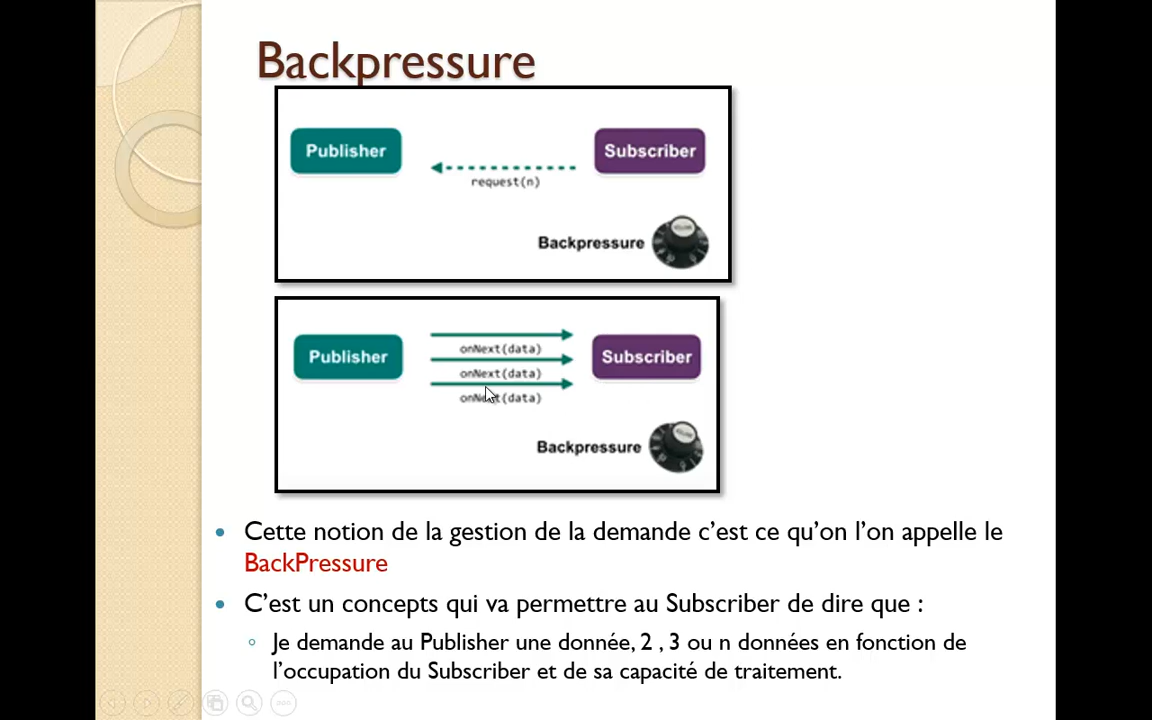 Backpressure
Publisher
Subscriber
request(n)
Backpressure
Publisher
Subscriber
onNext(data)
onNext(data)
onNext(data)
Backpressure
Cette notion de la gestion de la demande c’est ce qu’on l’on appelle le
BackPressure
C’est un concepts qui va permettre au Subscriber de dire que :
Je demande au Publisher une donnée, 2 , 3 ou n données en fonction de
l’occupation du Subscriber et de sa capacité de traitement.